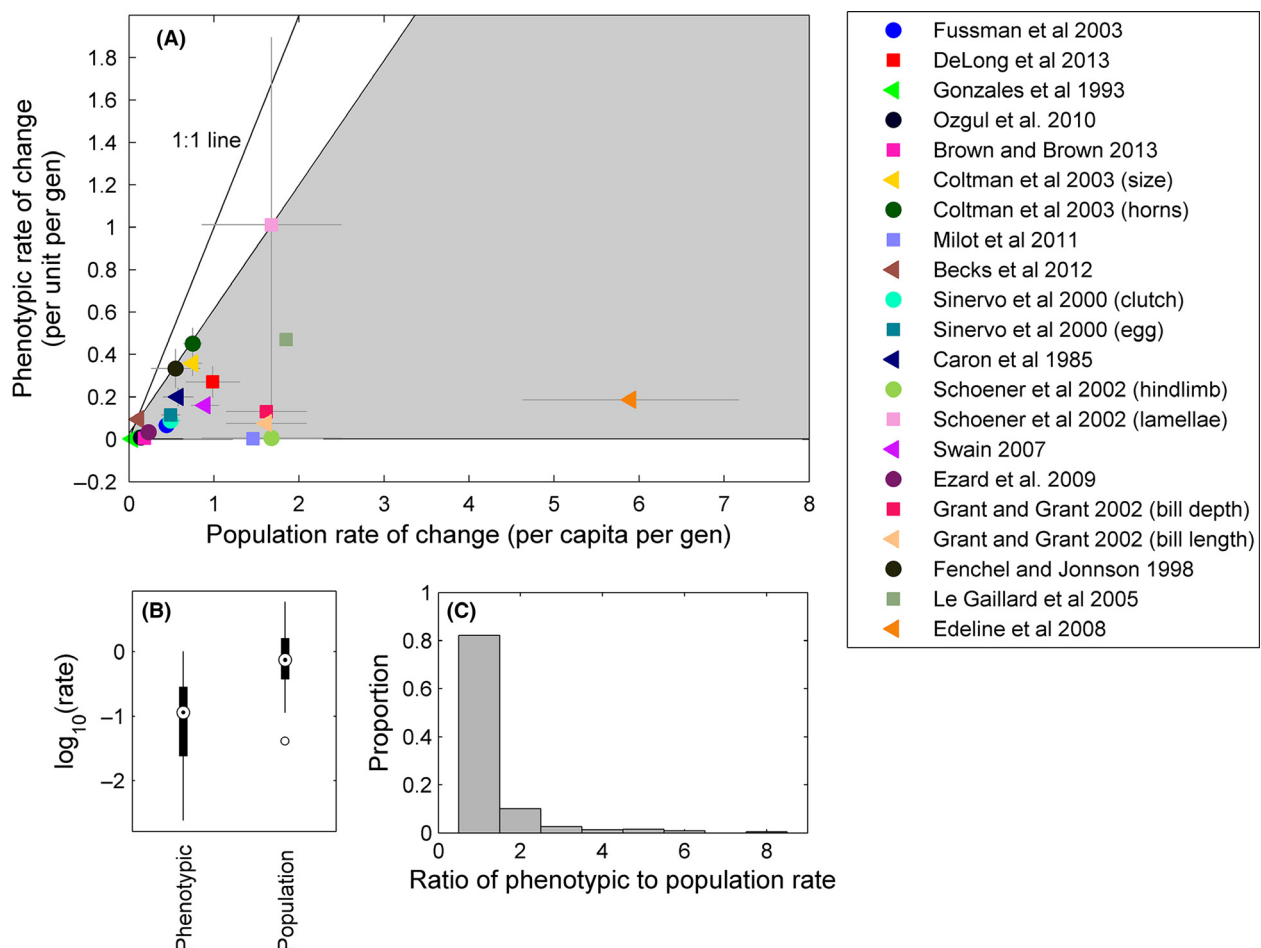 (A)
1:1 line
1.8
1.6
1.4
1.2
1
0.8
0.6
0.4
0.2
0
–0.2
0 1 2 3 4 5 6 7 8
Phenotypic rate of change
(per unit per gen)
Population rate of change (per capita per gen)
Fussman et al 2003
DeLong et al 2013
Gonzales et al 1993
Ozgul et al. 2010
Brown and Brown 2013
Coltman et al 2003 (size)
Coltman et al 2003 (horns)
Milot et al 2011
Becks et al 2012
Sinervo et al 2000 (clutch)
Sinervo et al 2000 (egg)
Caron et al 1985
Schoener et al 2002 (hindlimb)
Schoener et al 2002 (lamellae)
Swain 2007
Ezard et al. 2009
Grant and Grant 2002 (bill depth)
Grant and Grant 2002 (bill length)
Fenchel and Jonnson 1998
Le Gaillard et al 2005
Edeline et al 2008
(B)
0
–1
–2
log10(rate)
Phenotypic
Population
(C)
1
0.8
0.6
0.4
0.2
0
0 2 4 6 8
Proportion
Ratio of phenotypic to population rate